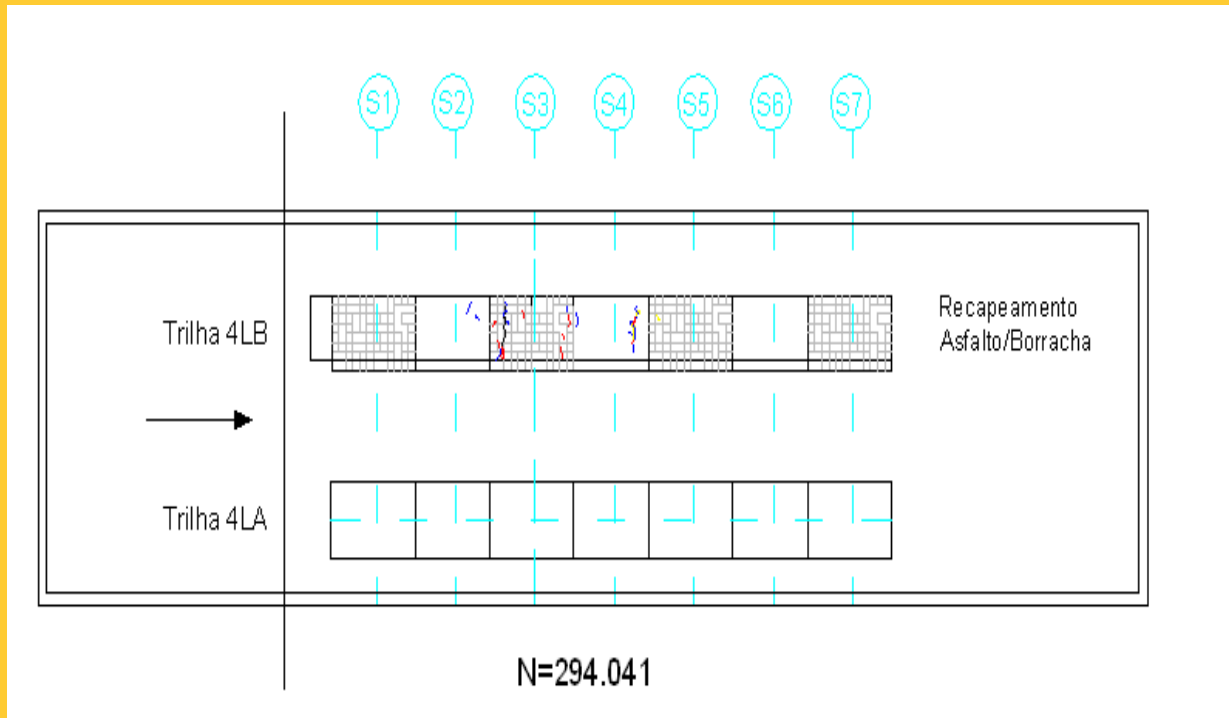 S1 S2 S3 S4 S5 S6 S7
Trilha 4LB
Recapeamento
Asfalto/Borracha
Trilha 4LA
N=294.041